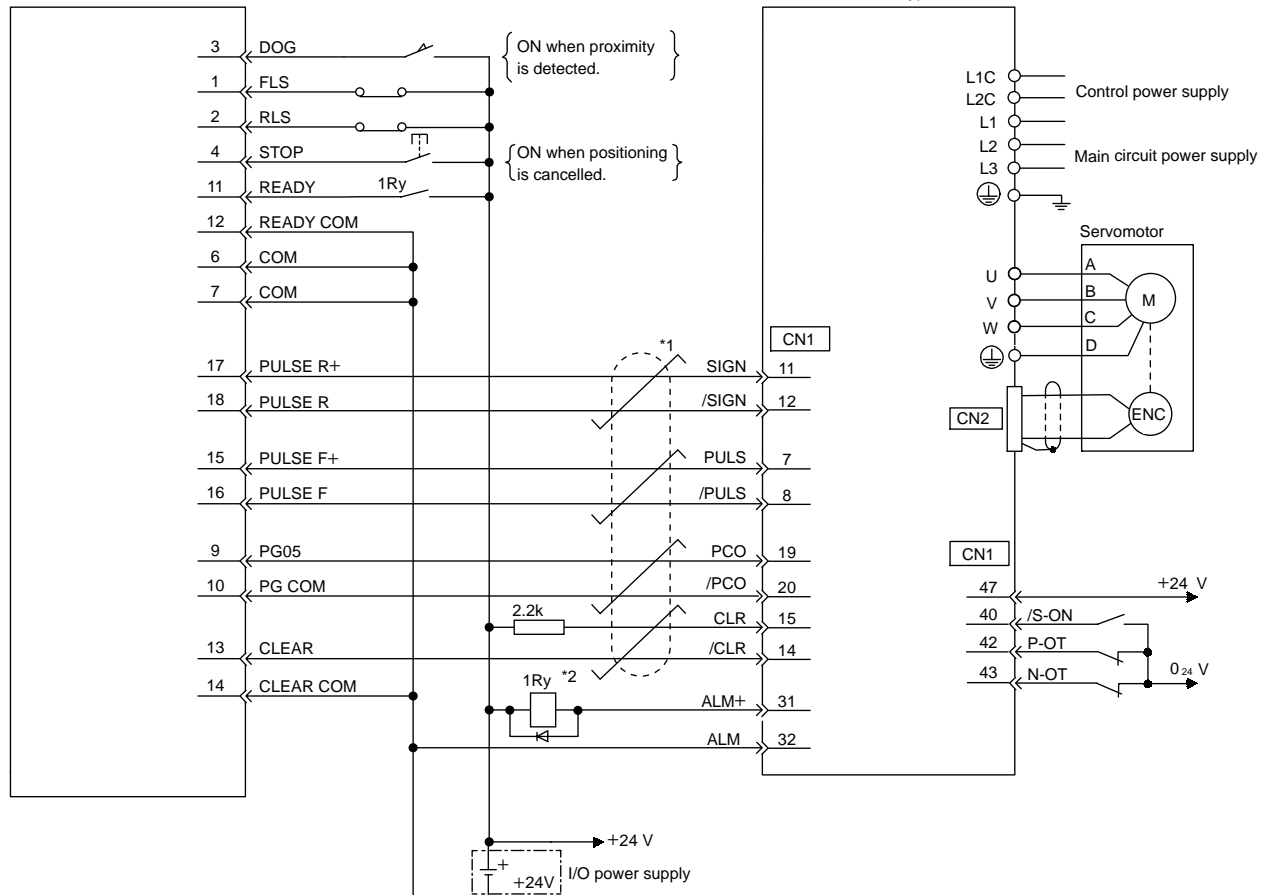 3 DOG
ON when proximity
is detected.
1 FLS
2 RLS
4 STOP
ON when positioning
is cancelled.
11 READY 1Ry
12 READY COM
6 COM
7 COM
17 PULSE R+
18 PULSE R
15 PULSE F+
16 PULSE F
9 PG05
10 PG COM
13 CLEAR
14 CLEAR COM
*1
2.2k
1Ry *2
CN1
SIGN 11
/SIGN 12
PULS 7
/PULS 8
PCO 19
/PCO 20
CLR 15
/CLR 14
ALM+ 31
ALM 32
L1C
L2C
Control power supply
L1
L2
L3
Main circuit power supply
Servomotor
U A
V B
W C
D
M
CN2
ENC
CN1
47 +24 V
40 /S-ON
42 P-OT
43 N-OT
0 24 V
+24 V
+
+24V
I/O power supply